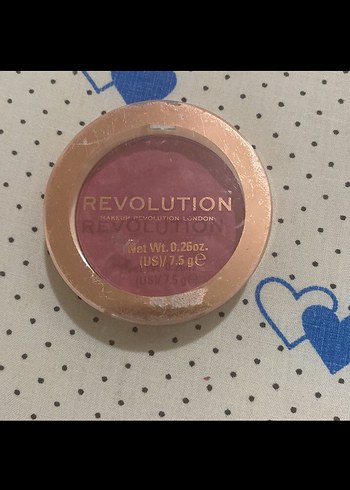 REVOLUTION
MAKEUP REVOLUTION LONDON
Net Wt. 0.26oz.
(US)/ 7.5 g℮